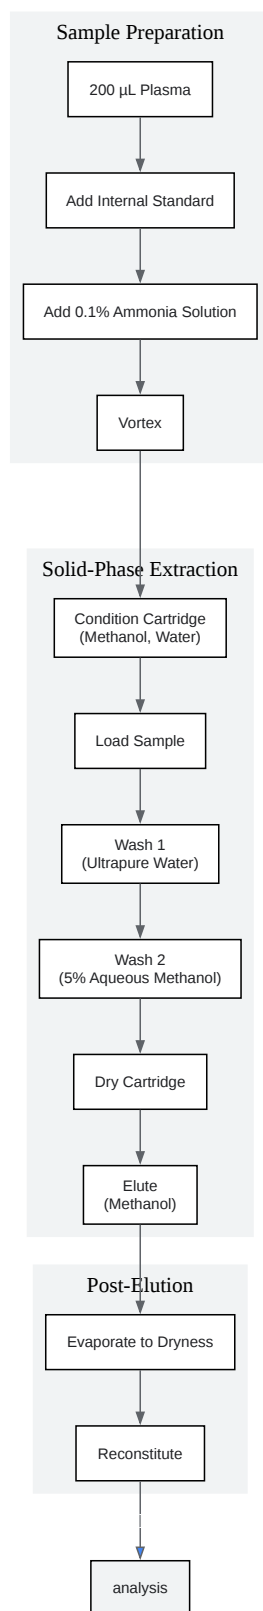 Sample Preparation
200 µL Plasma
Add Internal Standard
Add 0.1% Ammonia Solution
Vortex
Solid-Phase Extraction
Condition Cartridge
(Methanol, Water)
Load Sample
Wash 1
(Ultrapure Water)
Wash 2
(5% Aqueous Methanol)
Dry Cartridge
Elute
(Methanol)
Post-Elution
Evaporate to Dryness
Reconstitute
analysis